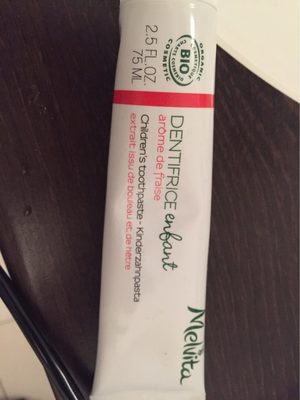 Melvita
DENTIFRICE enfant
arôme de fraise
Children's toothpaste - Kinderzahnpasta
extrait issu de bouleau et de hêtre
2.5 FL.OZ.
75 ML
ORGANIC
COSMETIC
BIO